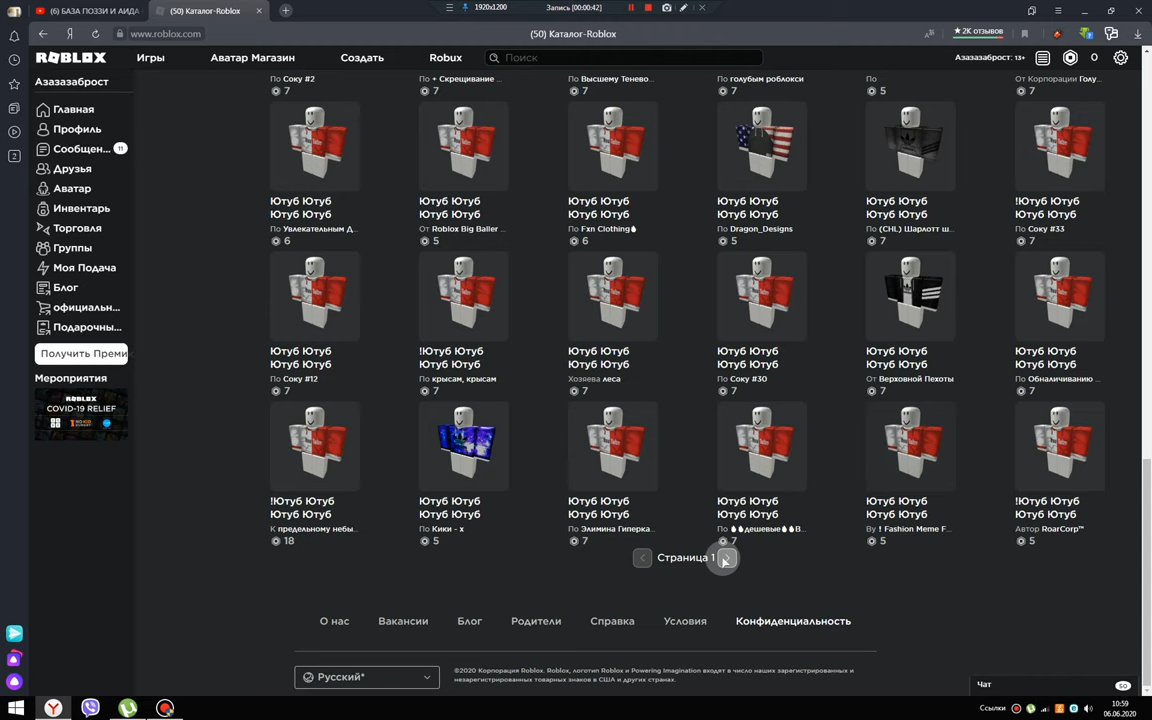 1920x1200
Запись [00:00:42]
(6) БАЗА ПОЗЗИ И АИДА
(50) Каталог-Roblox
www.roblox.com
(50) Каталог-Roblox
★ 2K отзывов
ROBLOX
Игры
Аватар Магазин
Создать
Robux
Поиск
Азазазаброст: 13+
0
Азазазаброст
Главная
Профиль
Сообщен...
11
Друзья
Аватар
Инвентарь
Торговля
Группы
Моя Подача
Блог
официальн...
Подарочны...
Получить Преми
Мероприятия
ROBLOX
COVID-19 RELIEF
2
По Соку #2
По + Скрещивание ...
По Высшему Тенево...
По голубым роблокси
По
От Корпорации Голу...
7
7
7
7
5
7
Ютуб Ютуб
Ютуб Ютуб
Ютуб Ютуб
Ютуб Ютуб
Ютуб Ютуб
!Ютуб Ютуб
Ютуб Ютуб
Ютуб Ютуб
Ютуб Ютуб
Ютуб Ютуб
Ютуб Ютуб
Ютуб Ютуб
По Увлекательным Д...
От Roblox Big Baller ...
По Fxn Clothing
По Dragon_Designs
По (CHL) Шарлотт ш...
По Соку #33
6
5
6
5
7
7
Ютуб Ютуб
!Ютуб Ютуб
Ютуб Ютуб
Ютуб Ютуб
Ютуб Ютуб
Ютуб Ютуб
Ютуб Ютуб
Ютуб Ютуб
Ютуб Ютуб
Ютуб Ютуб
Ютуб Ютуб
Ютуб Ютуб
По Соку #12
По крысам, крысам
Хозяева леса
По Соку #30
От Верховной Пехоты
По Обналичиванию ...
7
7
7
7
7
7
!Ютуб Ютуб
Ютуб Ютуб
Ютуб Ютуб
Ютуб Ютуб
Ютуб Ютуб
!Ютуб Ютуб
Ютуб Ютуб
Ютуб Ютуб
Ютуб Ютуб
Ютуб Ютуб
Ютуб Ютуб
Ютуб Ютуб
К предельному небы...
По Кики - x
По Элимина Гиперка...
По дешевые В...
By ! Fashion Meme F...
Автор RoarCorp™
18
5
7
7
5
5
Страница 1
О нас
Вакансии
Блог
Родители
Справка
Условия
Конфиденциальность
Русский*
©2020 Корпорация Roblox. Roblox, логотип Roblox и Powering Imagination входят в число наших зарегистрированных и
незарегистрированных товарных знаков в США и других странах.
Чат
50
Ссылки
10:59
06.06.2020